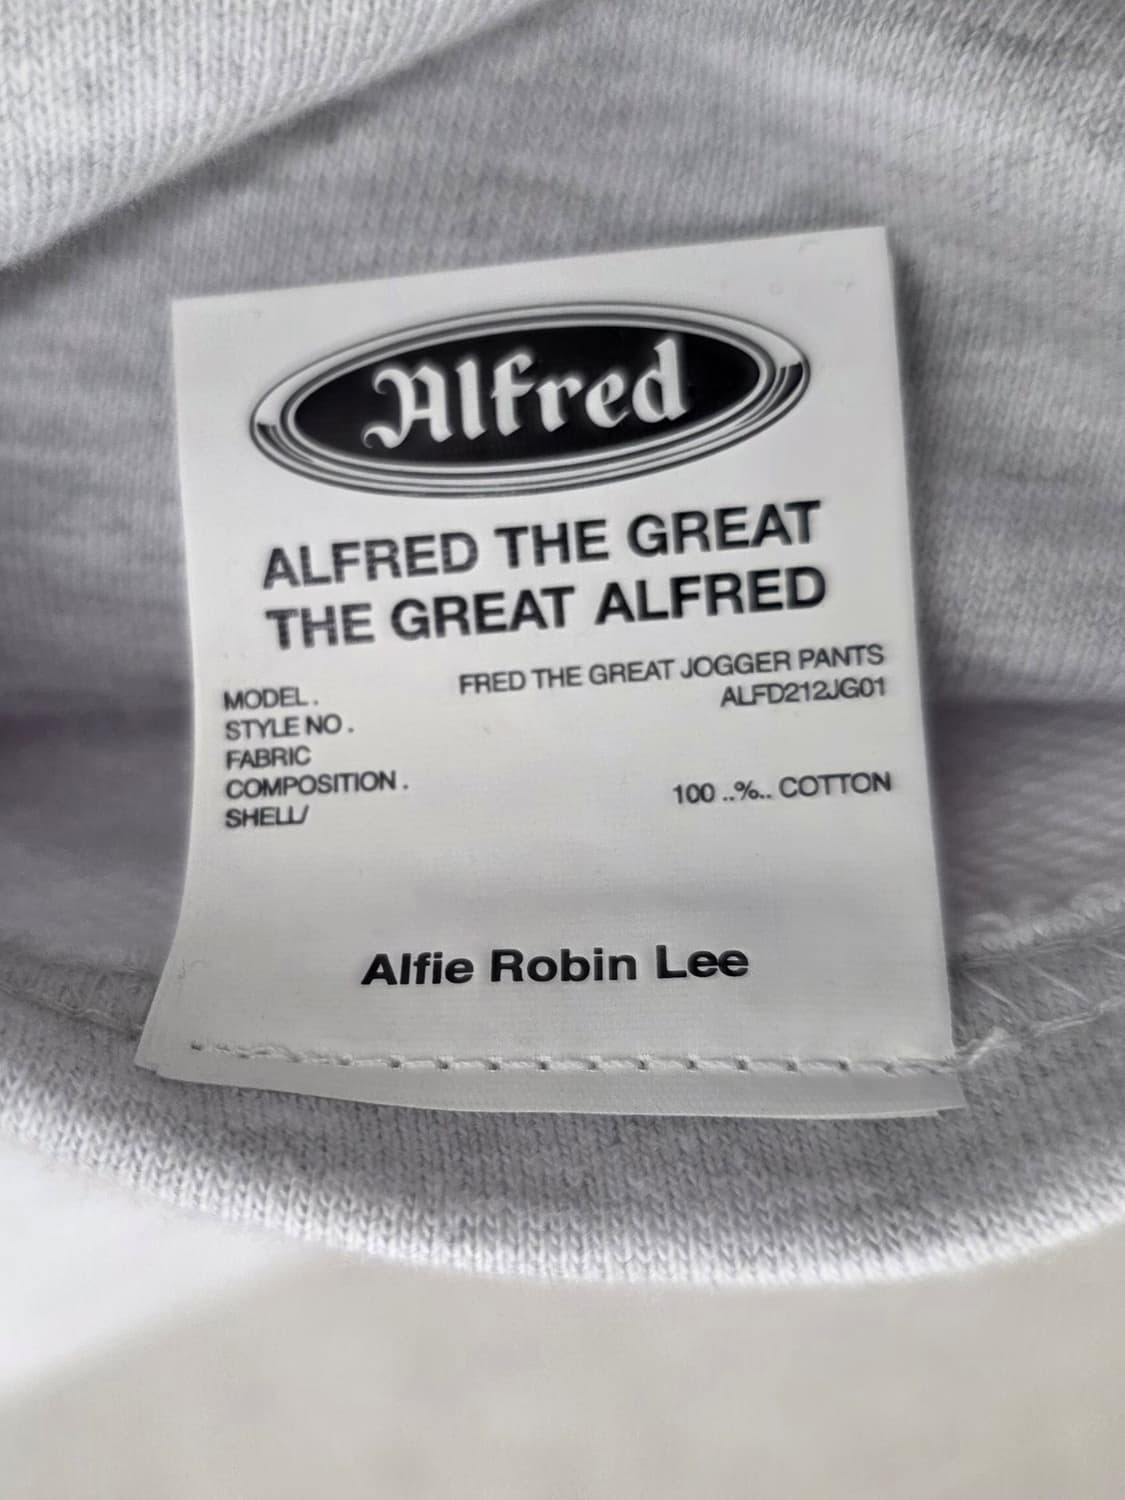 Alfred
ALFRED THE GREAT
THE GREAT ALFRED
MODEL. FRED THE GREAT JOGGER PANTS
STYLE NO. ALFD212JG01
FABRIC
COMPOSITION. 100 ..%.. COTTON
SHELL/
Alfie Robin Lee